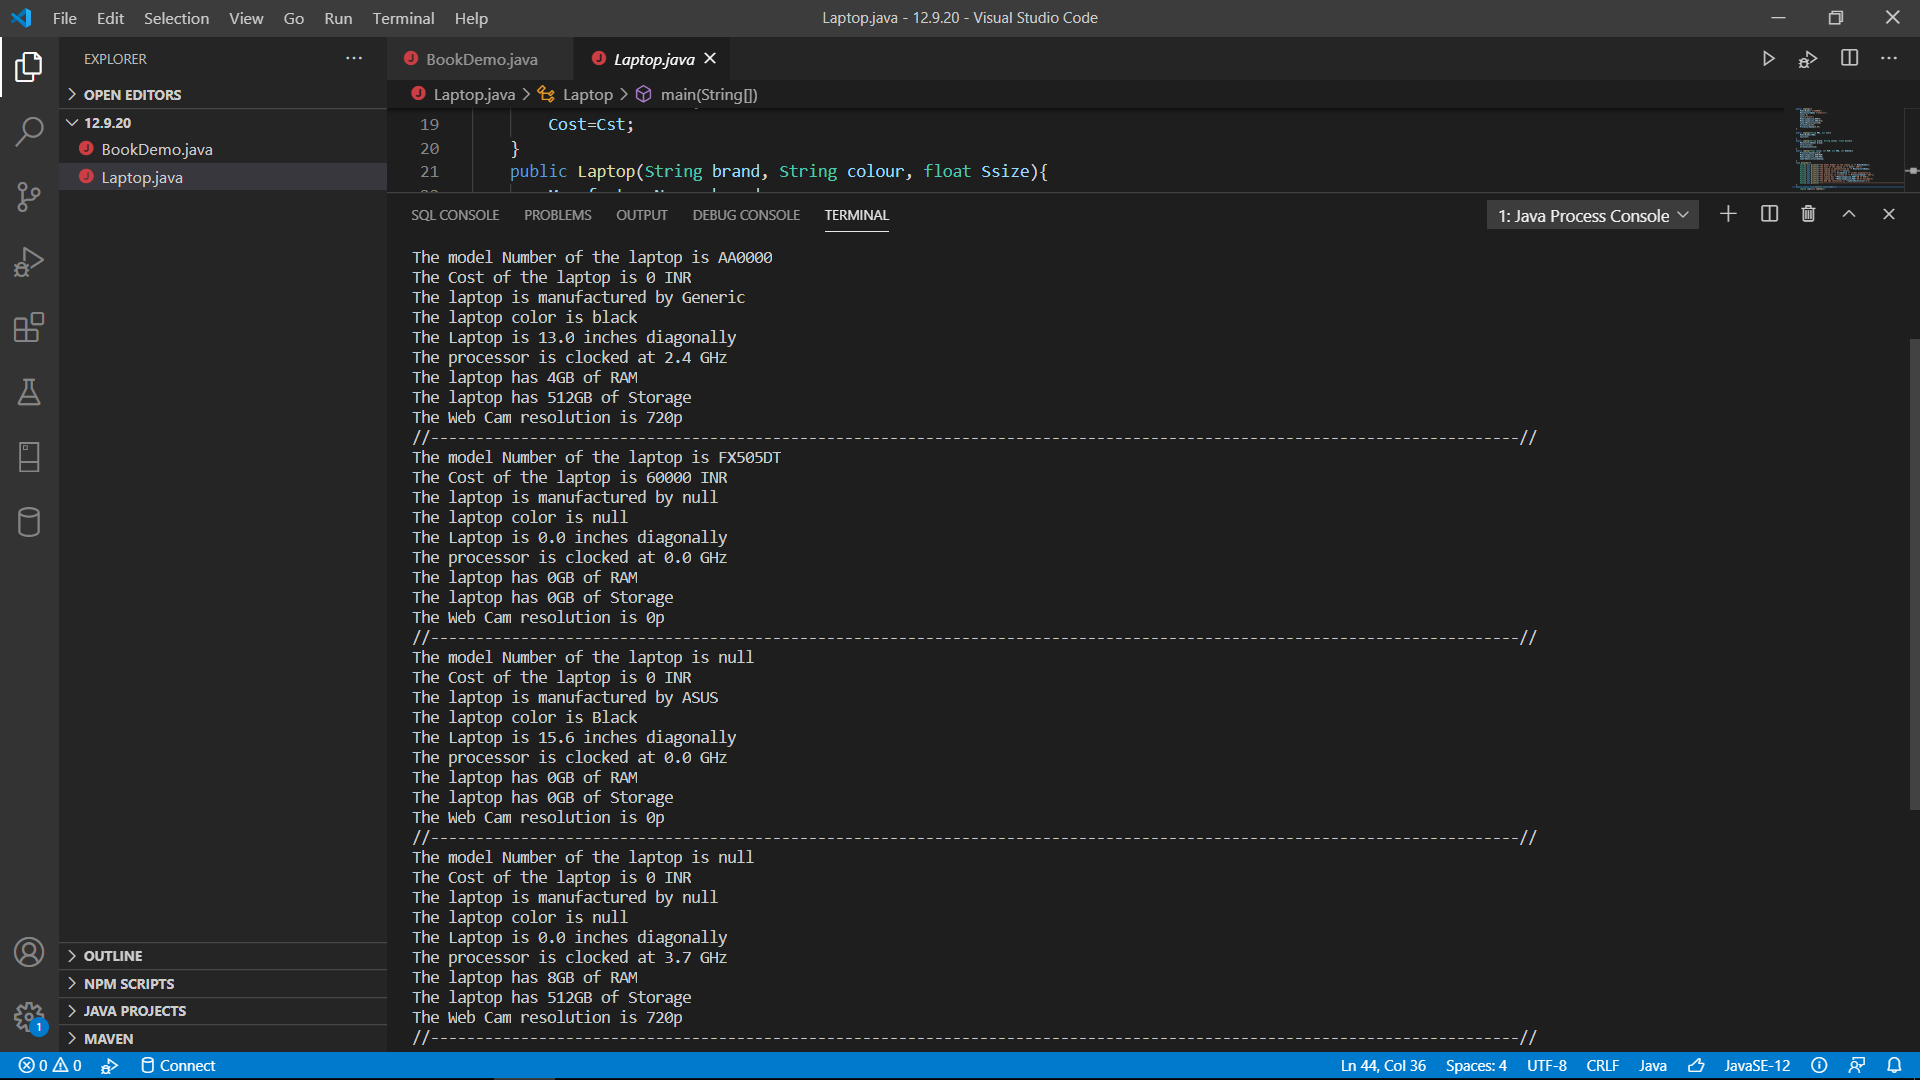 File Edit Selection View Go Run Terminal Help
Laptop.java - 12.9.20 - Visual Studio Code
EXPLORER
OPEN EDITORS
12.9.20
BookDemo.java
Laptop.java
OUTLINE
NPM SCRIPTS
JAVA PROJECTS
MAVEN
BookDemo.java
Laptop.java
Laptop.java > Laptop > main(String[])
19 Cost=Cst;
20 }
21 public Laptop(String brand, String colour, float Ssize){
SQL CONSOLE PROBLEMS OUTPUT DEBUG CONSOLE TERMINAL
1: Java Process Console
The model Number of the laptop is AA0000
The Cost of the laptop is 0 INR
The laptop is manufactured by Generic
The laptop color is black
The Laptop is 13.0 inches diagonally
The processor is clocked at 2.4 GHz
The laptop has 4GB of RAM
The laptop has 512GB of Storage
The Web Cam resolution is 720p
//-------------------------------------------------------------------------------------------------------------------------//
The model Number of the laptop is FX505DT
The Cost of the laptop is 60000 INR
The laptop is manufactured by null
The laptop color is null
The Laptop is 0.0 inches diagonally
The processor is clocked at 0.0 GHz
The laptop has 0GB of RAM
The laptop has 0GB of Storage
The Web Cam resolution is 0p
//-------------------------------------------------------------------------------------------------------------------------//
The model Number of the laptop is null
The Cost of the laptop is 0 INR
The laptop is manufactured by ASUS
The laptop color is Black
The Laptop is 15.6 inches diagonally
The processor is clocked at 0.0 GHz
The laptop has 0GB of RAM
The laptop has 0GB of Storage
The Web Cam resolution is 0p
//-------------------------------------------------------------------------------------------------------------------------//
The model Number of the laptop is null
The Cost of the laptop is 0 INR
The laptop is manufactured by null
The laptop color is null
The Laptop is 0.0 inches diagonally
The processor is clocked at 3.7 GHz
The laptop has 8GB of RAM
The laptop has 512GB of Storage
The Web Cam resolution is 720p
//-------------------------------------------------------------------------------------------------------------------------//
1
0 0 Connect
Ln 44, Col 36 Spaces: 4 UTF-8 CRLF Java JavaSE-12